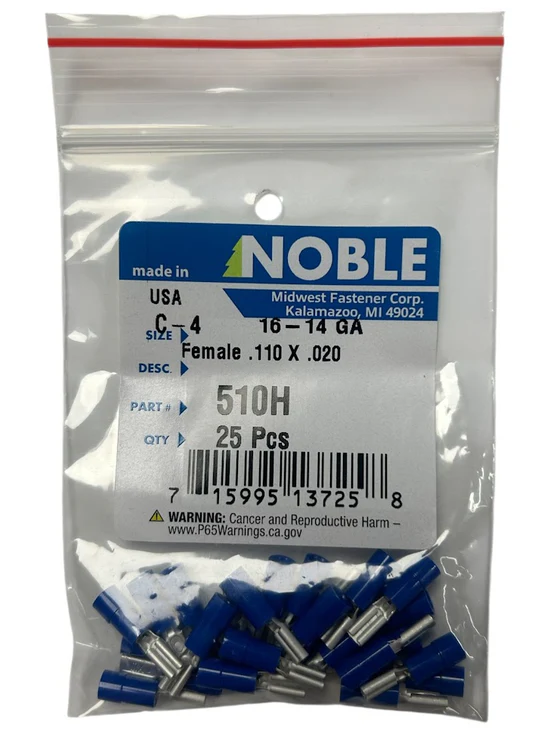 NOBLE
made in
USA
Midwest Fastener Corp.
Kalamazoo, MI 49024
C-4 16-14 GA
SIZE
Female .110 X .020
DESC.
PART # 510H
QTY 25 Pcs
7 15995 13725 8
WARNING: Cancer and Reproductive Harm –
www.P65Warnings.ca.gov